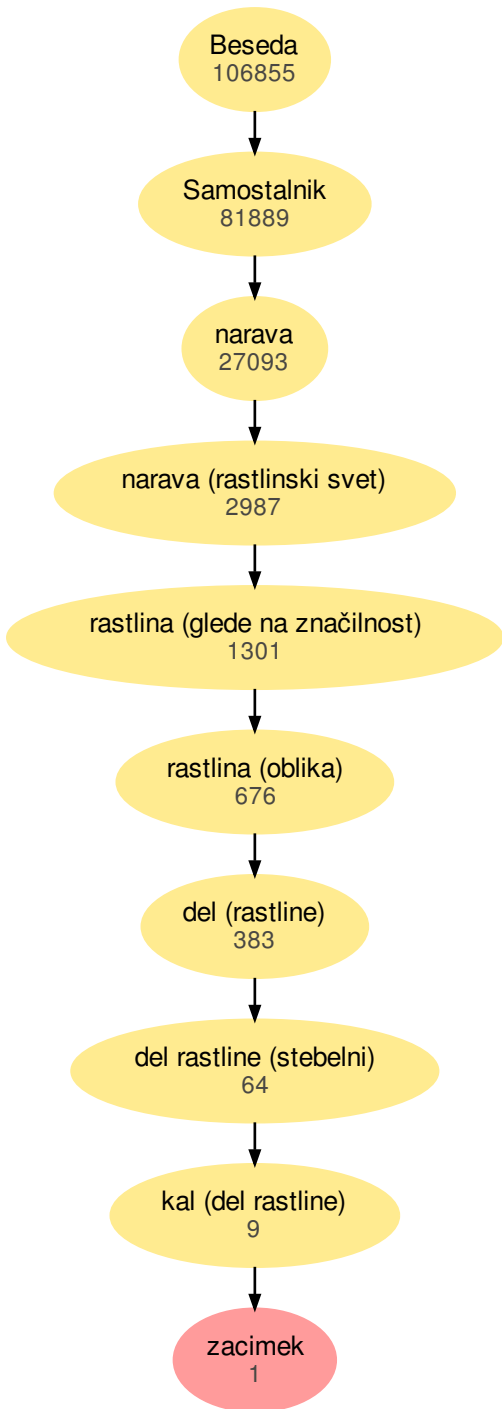 Beseda
106855
Samostalnik
81889
narava
27093
narava (rastlinski svet)
2987
rastlina (glede na značilnost)
1301
rastlina (oblika)
676
del (rastline)
383
del rastline (stebelni)
64
kal (del rastline)
9
zacimek
1